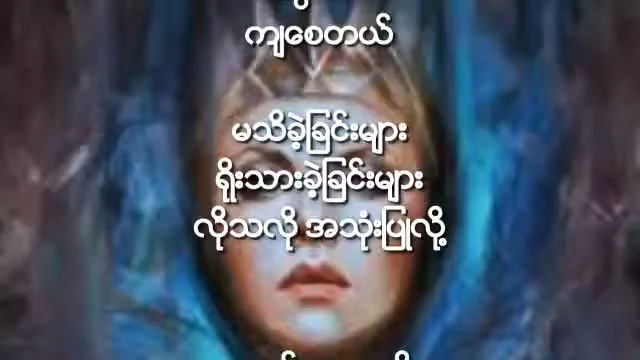 ကျစေတယ်
မသိခဲ့ခြင်းများ
ရိုးသားခဲ့ခြင်းများ
လိုသလို အသုံးပြုလို့